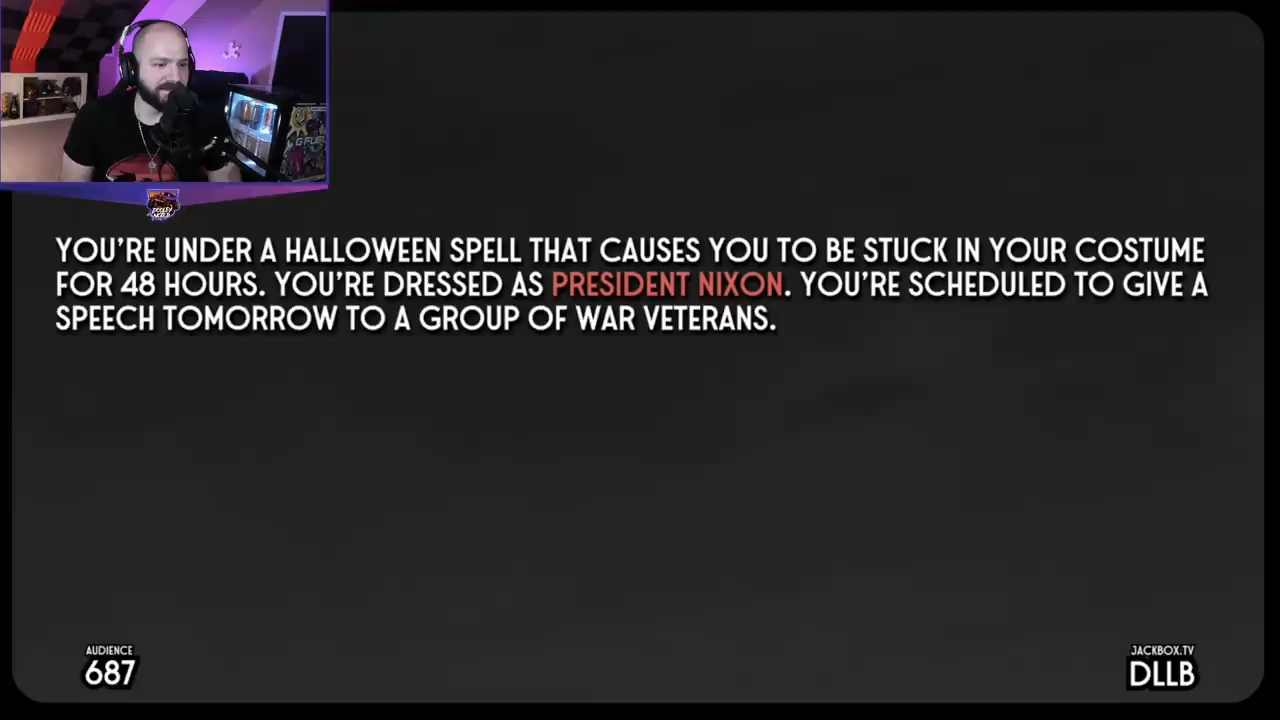 G FUEL
YOU'RE UNDER A HALLOWEEN SPELL THAT CAUSES YOU TO BE STUCK IN YOUR COSTUME
FOR 48 HOURS. YOU'RE DRESSED AS PRESIDENT NIXON. YOU'RE SCHEDULED TO GIVE A
SPEECH TOMORROW TO A GROUP OF WAR VETERANS.
AUDIENCE
687
JACKBOX.TV
DLLB